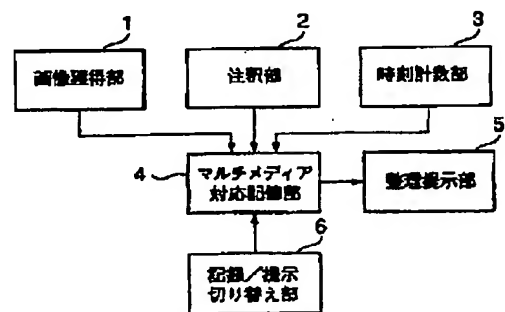 1
画像獲得部
2
注釈部
3
時刻計数部
4
マルチメディア
対応記憶部
5
整理提示部
6
記録/提示
切り替え部